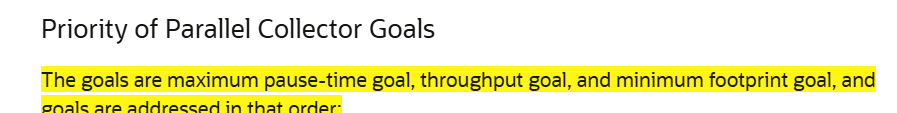 Priority of Parallel Collector Goals
The goals are maximum pause-time goal, throughput goal, and minimum footprint goal, and
goals are addressed in that order: